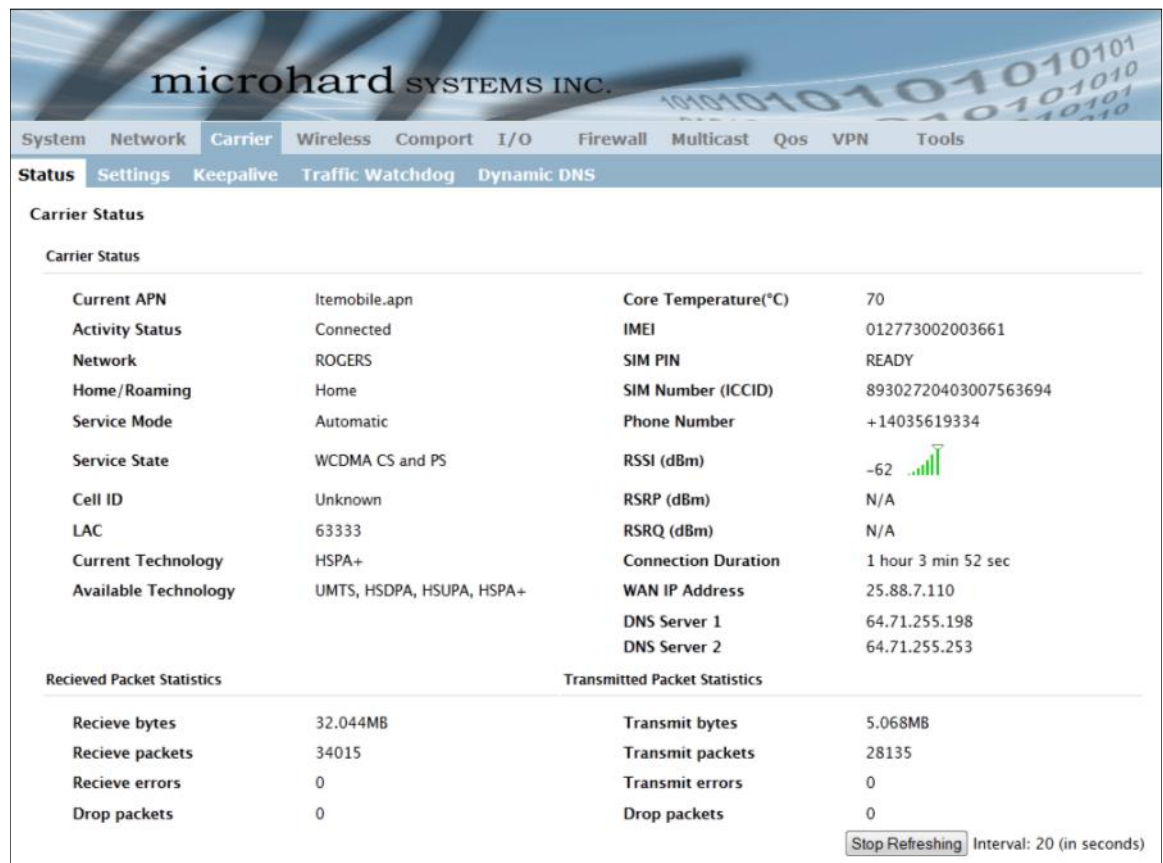 microhard SYSTEMS INC.
System Network Carrier Wireless Comport I/O Firewall Multicast Qos VPN Tools
Status Settings Keepalive Traffic Watchdog Dynamic DNS
Carrier Status
Carrier Status
Current APN ltemobile.apn Core Temperature(°C) 70
Activity Status Connected IMEI 012773002003661
Network ROGERS SIM PIN READY
Home/Roaming Home SIM Number (ICCID) 89302720403007563694
Service Mode Automatic Phone Number +14035619334
Service State WCDMA CS and PS RSSI (dBm) -62
Cell ID Unknown RSRP (dBm) N/A
LAC 63333 RSRQ (dBm) N/A
Current Technology HSPA+ Connection Duration 1 hour 3 min 52 sec
Available Technology UMTS, HSDPA, HSUPA, HSPA+ WAN IP Address 25.88.7.110
DNS Server 1 64.71.255.198
DNS Server 2 64.71.255.253
Recieved Packet Statistics Transmitted Packet Statistics
Recieve bytes 32.044MB Transmit bytes 5.068MB
Recieve packets 34015 Transmit packets 28135
Recieve errors 0 Transmit errors 0
Drop packets 0 Drop packets 0
Stop Refreshing Interval: 20 (in seconds)